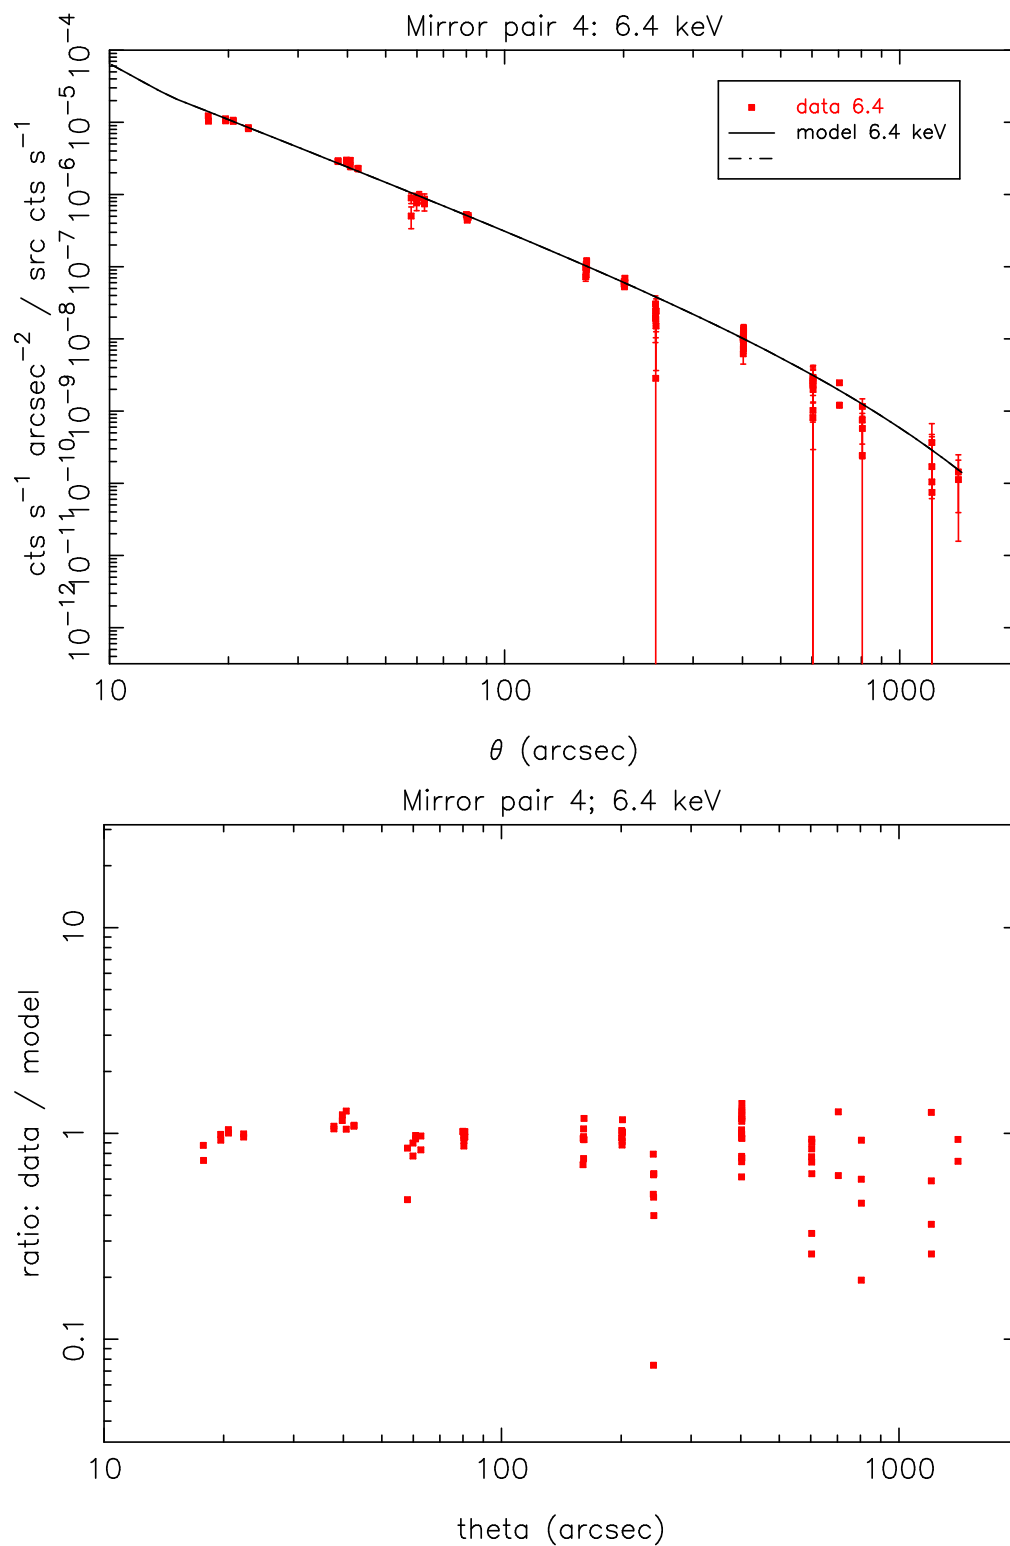 Mirror pair 4: 6.4 keV
cts s−1 arcsec−2 / src cts s−1
10−4
10−5
10−6
10−7
10−8
10−9
10−10
10−11
10−12
data 6.4
model 6.4 keV
10 100 1000
θ (arcsec)
Mirror pair 4; 6.4 keV
ratio: data / model
10
1
0.1
10 100 1000
theta (arcsec)